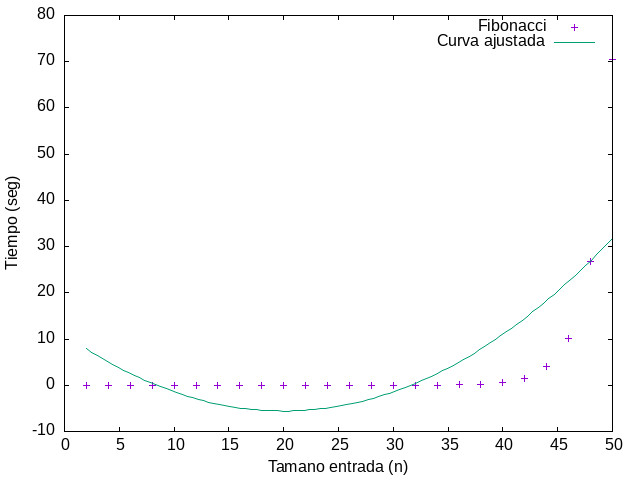 80
70
60
50
40
30
20
10
0
-10
Tiempo (seg)
Fibonacci
Curva ajustada
0 5 10 15 20 25 30 35 40 45 50
Tamano entrada (n)